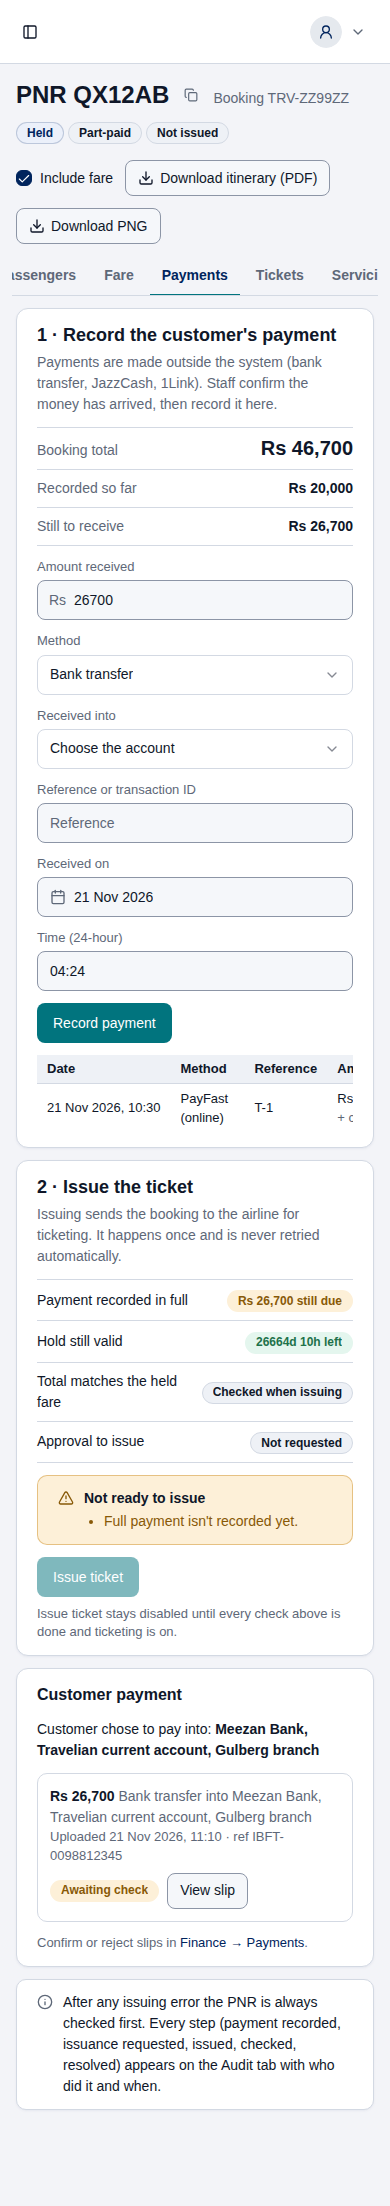 PNR QX12AB
Booking TRV-ZZ99ZZ
Held
Part-paid
Not issued
Include fare
Download itinerary (PDF)
Download PNG
assengers
Fare
Payments
Tickets
Servici
1 · Record the customer's payment
Payments are made outside the system (bank
transfer, JazzCash, 1Link). Staff confirm the
money has arrived, then record it here.
Booking total Rs 46,700
Recorded so far Rs 20,000
Still to receive Rs 26,700
Amount received
Rs 26700
Method
Bank transfer
Received into
Choose the account
Reference or transaction ID
Reference
Received on
21 Nov 2026
Time (24-hour)
04:24
Record payment
Date Method Reference Am
21 Nov 2026, 10:30 PayFast T-1 Rs
(online) + c
2 · Issue the ticket
Issuing sends the booking to the airline for
ticketing. It happens once and is never retried
automatically.
Payment recorded in full Rs 26,700 still due
Hold still valid 26664d 10h left
Total matches the held
fare
Checked when issuing
Approval to issue Not requested
Not ready to issue
• Full payment isn't recorded yet.
Issue ticket
Issue ticket stays disabled until every check above is
done and ticketing is on.
Customer payment
Customer chose to pay into: Meezan Bank,
Travelian current account, Gulberg branch
Rs 26,700 Bank transfer into Meezan Bank,
Travelian current account, Gulberg branch
Uploaded 21 Nov 2026, 11:10 · ref IBFT-
0098812345
Awaiting check
View slip
Confirm or reject slips in Finance → Payments.
After any issuing error the PNR is always
checked first. Every step (payment recorded,
issuance requested, issued, checked,
resolved) appears on the Audit tab with who
did it and when.